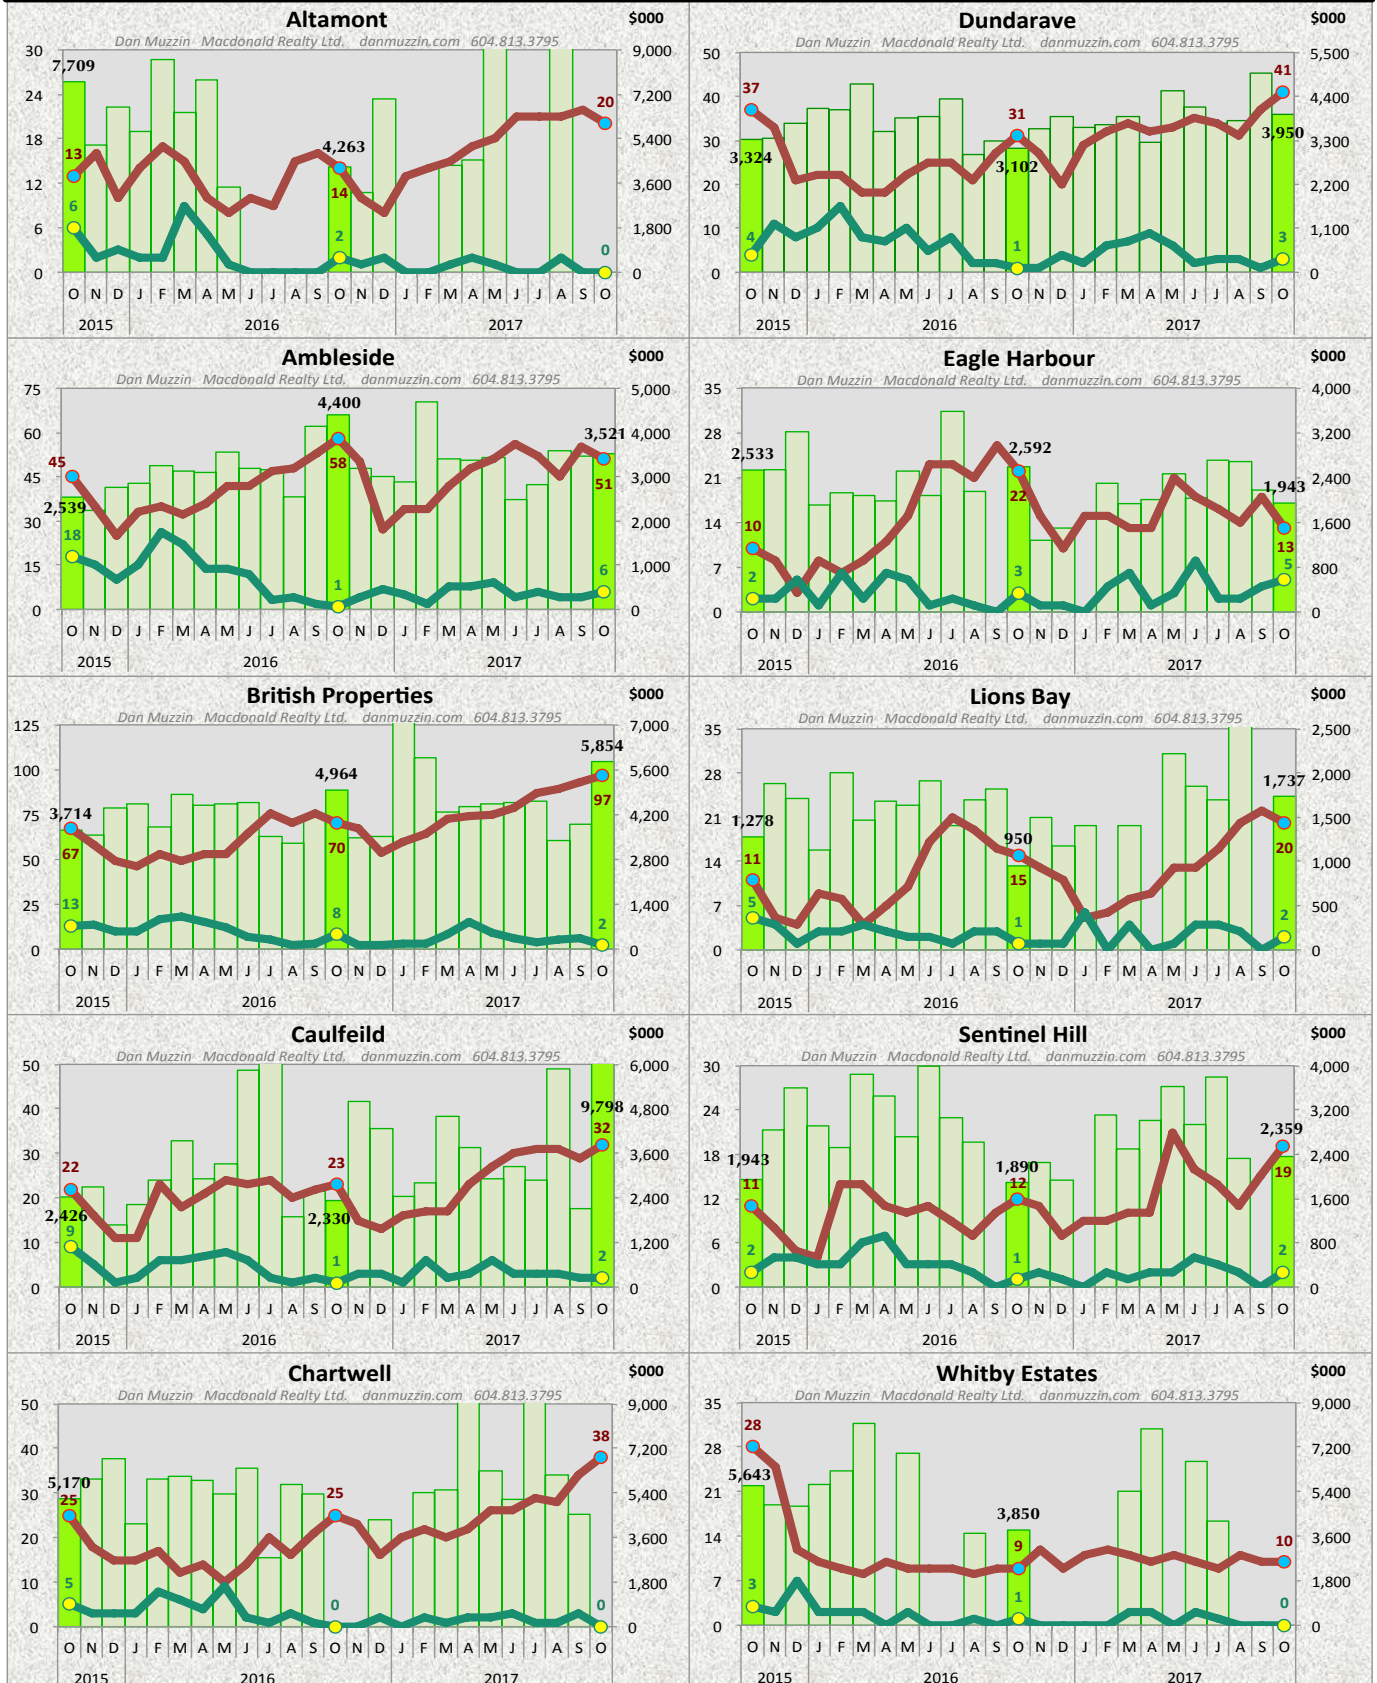 Altamont
$000
Dan Muzzin Macdonald Realty Ltd. danmuzzin.com 604.813.3795
30 9,000
7,709
24 7,200
20
18 5,400
13 4,263
12 3,600
14
6 2
6 1,800
0
0 0
O N D J F M A M J J A S O N D J F M A M J J A S O
2015 2016 2017
Dundarave
$000
Dan Muzzin Macdonald Realty Ltd. danmuzzin.com 604.813.3795
50 5,500
41
37
40 4,400
31
3,950
30 3,300
3,324 3,102
20 2,200
10 1,100
4 1 3
0 0
O N D J F M A M J J A S O N D J F M A M J J A S O
2015 2016 2017
Ambleside
$000
Dan Muzzin Macdonald Realty Ltd. danmuzzin.com 604.813.3795
75 5,000
4,400
60 4,000
3,521
45 58
45 3,000
51
2,539
30 2,000
18
15 1,000
1 6
0 0
O N D J F M A M J J A S O N D J F M A M J J A S O
2015 2016 2017
Eagle Harbour
$000
Dan Muzzin Macdonald Realty Ltd. danmuzzin.com 604.813.3795
35 4,000
28 3,200
2,533 2,592
21 2,400
22 1,943
14 1,600
10 13
7 800
2 3 5
0 0
O N D J F M A M J J A S O N D J F M A M J J A S O
2015 2016 2017
British Properties
$000
Dan Muzzin Macdonald Realty Ltd. danmuzzin.com 604.813.3795
125 7,000
5,854
100 4,964 5,600
97
3,714
75 4,200
67 70
50 2,800
25 1,400
13 8 2
0 0
O N D J F M A M J J A S O N D J F M A M J J A S O
2015 2016 2017
Lions Bay
$000
Dan Muzzin Macdonald Realty Ltd. danmuzzin.com 604.813.3795
35 2,500
28 2,000
1,737
1,278
21 1,500
950 20
14 1,000
11 15
7 500
5 1 2
0 0
O N D J F M A M J J A S O N D J F M A M J J A S O
2015 2016 2017
Caulfeild
$000
Dan Muzzin Macdonald Realty Ltd. danmuzzin.com 604.813.3795
50 6,000
9,798
40 4,800
32
30 3,600
22 23
20 2,400
2,426 2,330
9
10 1,200
1 2
0 0
O N D J F M A M J J A S O N D J F M A M J J A S O
2015 2016 2017
Sentinel Hill
$000
Dan Muzzin Macdonald Realty Ltd. danmuzzin.com 604.813.3795
30 4,000
24 3,200
2,359
18 2,400
1,943 1,890 19
11 12
12 1,600
6 800
2 1 2
0 0
O N D J F M A M J J A S O N D J F M A M J J A S O
2015 2016 2017
Chartwell
$000
Dan Muzzin Macdonald Realty Ltd. danmuzzin.com 604.813.3795
50 9,000
38
40 7,200
5,170
30 5,400
25 25
20 3,600
10 1,800
5 0 0
0 0
O N D J F M A M J J A S O N D J F M A M J J A S O
2015 2016 2017
Whitby Estates
$000
Dan Muzzin Macdonald Realty Ltd. danmuzzin.com 604.813.3795
35 9,000
28
28 7,200
5,643
21 5,400
3,850
14 3,600
9 10
7 1,800
3 1 0
0 0
O N D J F M A M J J A S O N D J F M A M J J A S O
2015 2016 2017